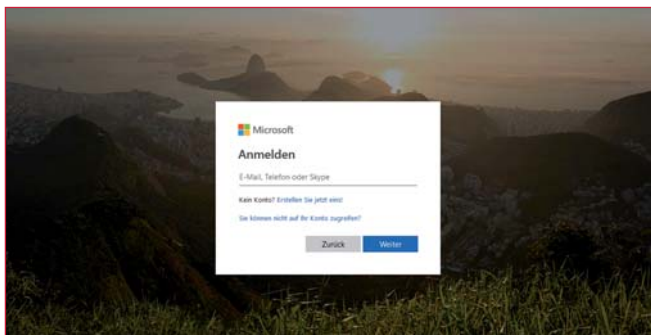 Microsoft
Anmelden
E-Mail, Telefon oder Skype
Kein Konto? Erstellen Sie jetzt eins!
Sie können nicht auf Ihr Konto zugreifen?
Zurück Weiter